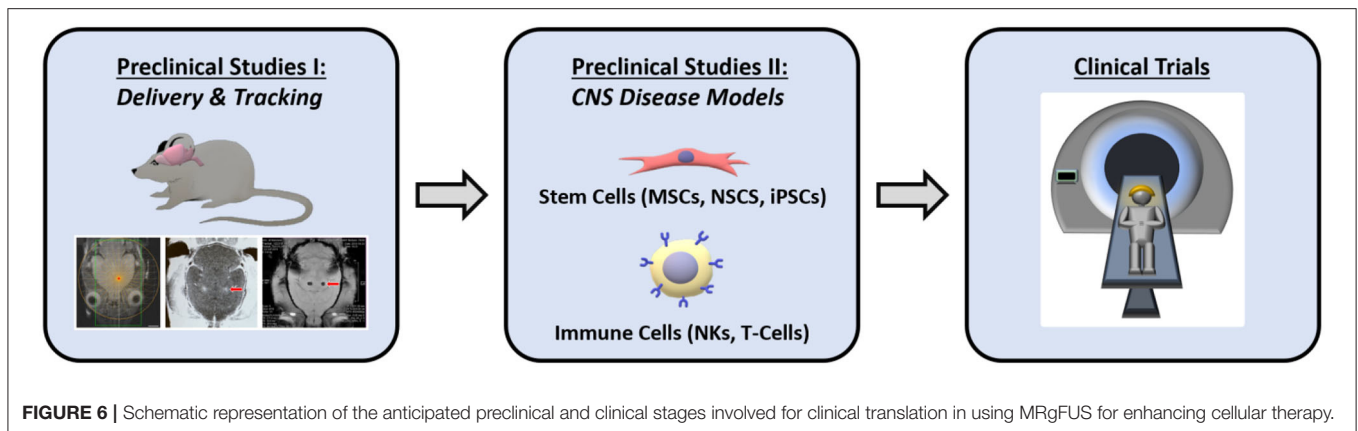 Preclinical Studies I:
Delivery & Tracking
Preclinical Studies II:
CNS Disease Models
Stem Cells (MSCs, NSCS, iPSCs)
Immune Cells (NKs, T-Cells)
Clinical Trials
FIGURE 6 | Schematic representation of the anticipated preclinical and clinical stages involved for clinical translation in using MRgFUS for enhancing cellular therapy.